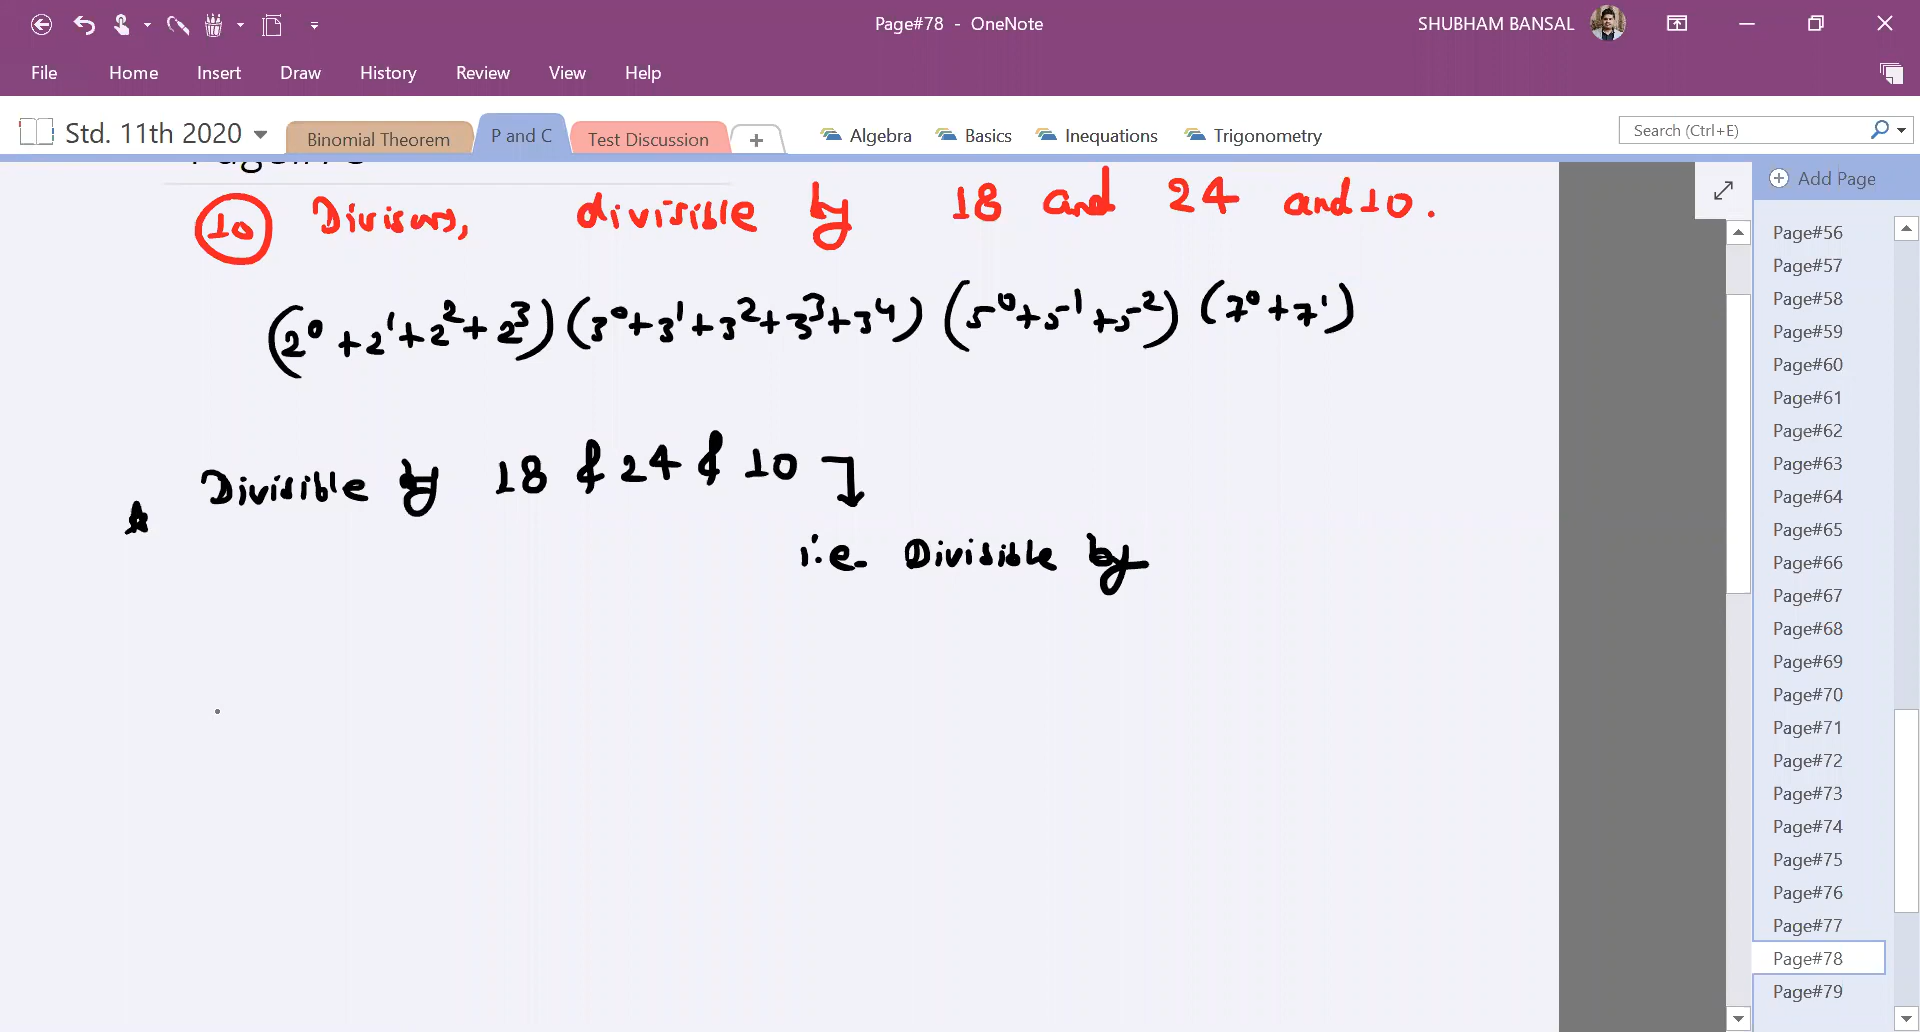 Page#78 - OneNote
SHUBHAM BANSAL
File Home Insert Draw History Review View Help
Std. 11th 2020
Binomial Theorem
P and C
Test Discussion
Algebra
Basics
Inequations
Trigonometry
Search (Ctrl+E)
Add Page
10 Divisors, divisible by 18 and 24 and 10.
(2⁰ + 2¹ + 2² + 2³) (3⁰ + 3¹ + 3² + 3³ + 3⁴) (5⁰ + 5¹ + 5²) (7⁰ + 7¹)
Divisible by 18 & 24 & 10
i.e. Divisible by
Page#56
Page#57
Page#58
Page#59
Page#60
Page#61
Page#62
Page#63
Page#64
Page#65
Page#66
Page#67
Page#68
Page#69
Page#70
Page#71
Page#72
Page#73
Page#74
Page#75
Page#76
Page#77
Page#78
Page#79